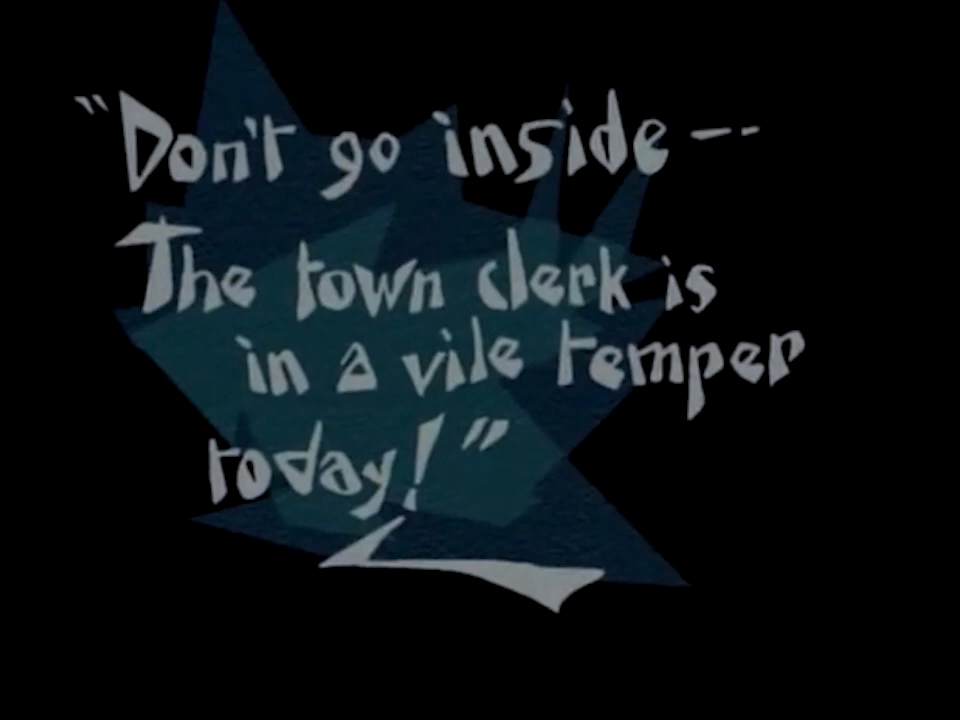 "Don't go inside --
The town clerk is
in a vile temper
today!"